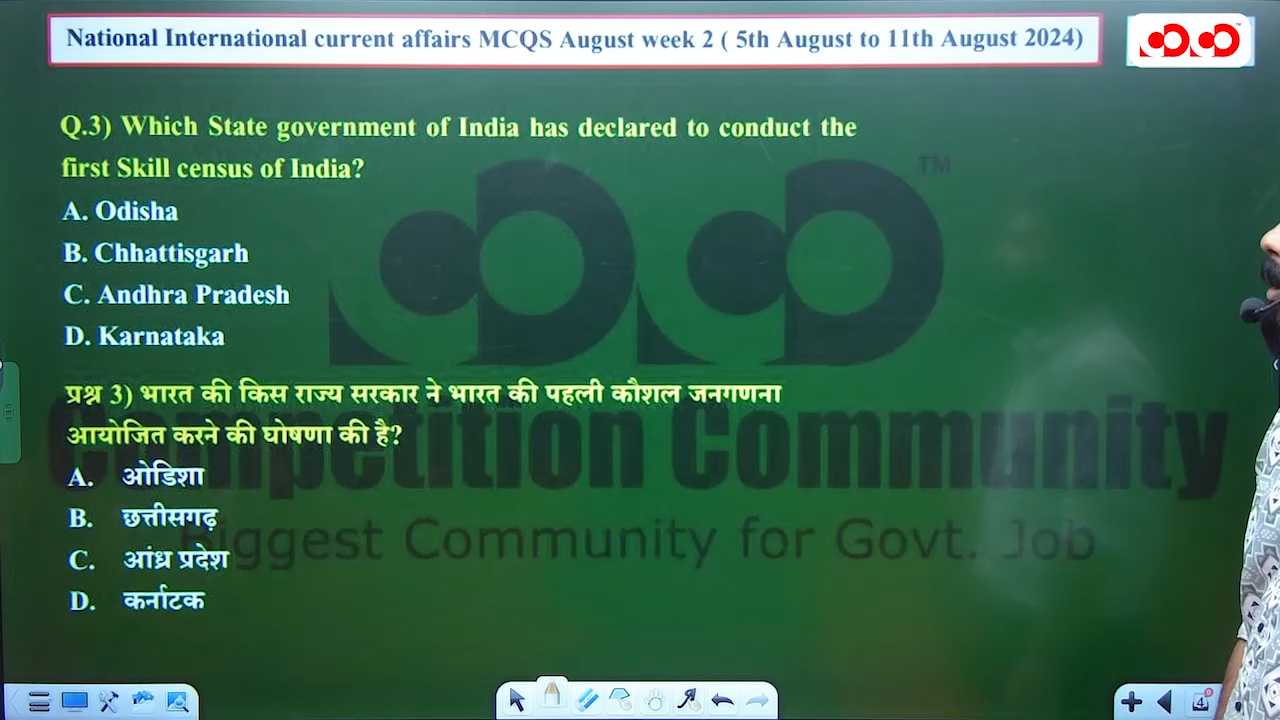 National International current affairs MCQS August week 2 ( 5th August to 11th August 2024)
TM
Q.3) Which State government of India has declared to conduct the
first Skill census of India?
A. Odisha
B. Chhattisgarh
C. Andhra Pradesh
D. Karnataka
प्रश्न 3) भारत की किस राज्य सरकार ने भारत की पहली कौशल जनगणना
आयोजित करने की घोषणा की है?
A. ओडिशा
B. छत्तीसगढ़
C. आंध्र प्रदेश
D. कर्नाटक
Competition Community
Biggest Community for Govt. Job
4